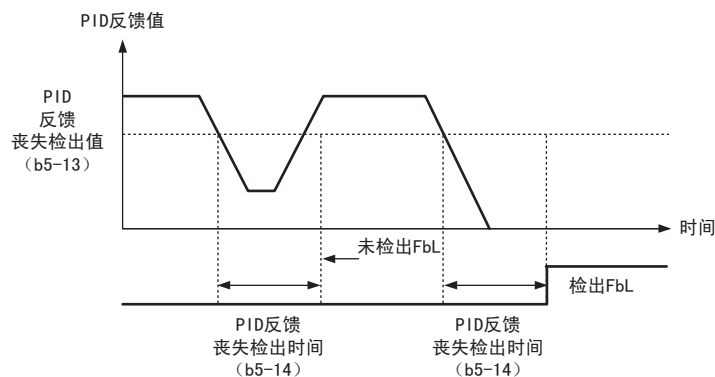 PID反馈值
PID
反馈
丧失检出值
（b5-13）
时间
未检出FbL
检出FbL
PID反馈
丧失检出时间
（b5-14）
PID反馈
丧失检出时间
（b5-14）